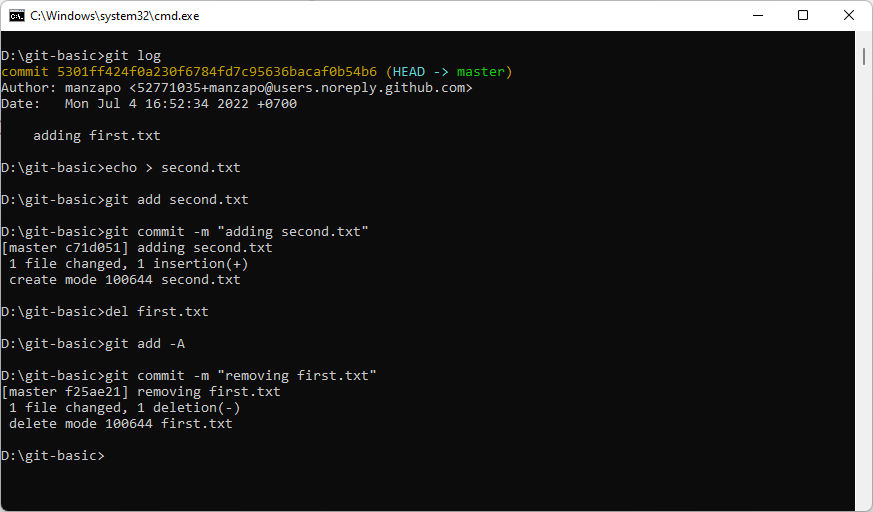 C:\Windows\system32\cmd.exe
D:\git-basic>git log
commit 5301ff424f0a230f6784fd7c95636bacaf0b54b6 (HEAD -> master)
Author: manzapo <52771035+manzapo@users.noreply.github.com>
Date:   Mon Jul 4 16:52:34 2022 +0700
    adding first.txt
D:\git-basic>echo > second.txt
D:\git-basic>git add second.txt
D:\git-basic>git commit -m "adding second.txt"
[master c71d051] adding second.txt
 1 file changed, 1 insertion(+)
 create mode 100644 second.txt
D:\git-basic>del first.txt
D:\git-basic>git add -A
D:\git-basic>git commit -m "removing first.txt"
[master f25ae21] removing first.txt
 1 file changed, 1 deletion(-)
 delete mode 100644 first.txt
D:\git-basic>